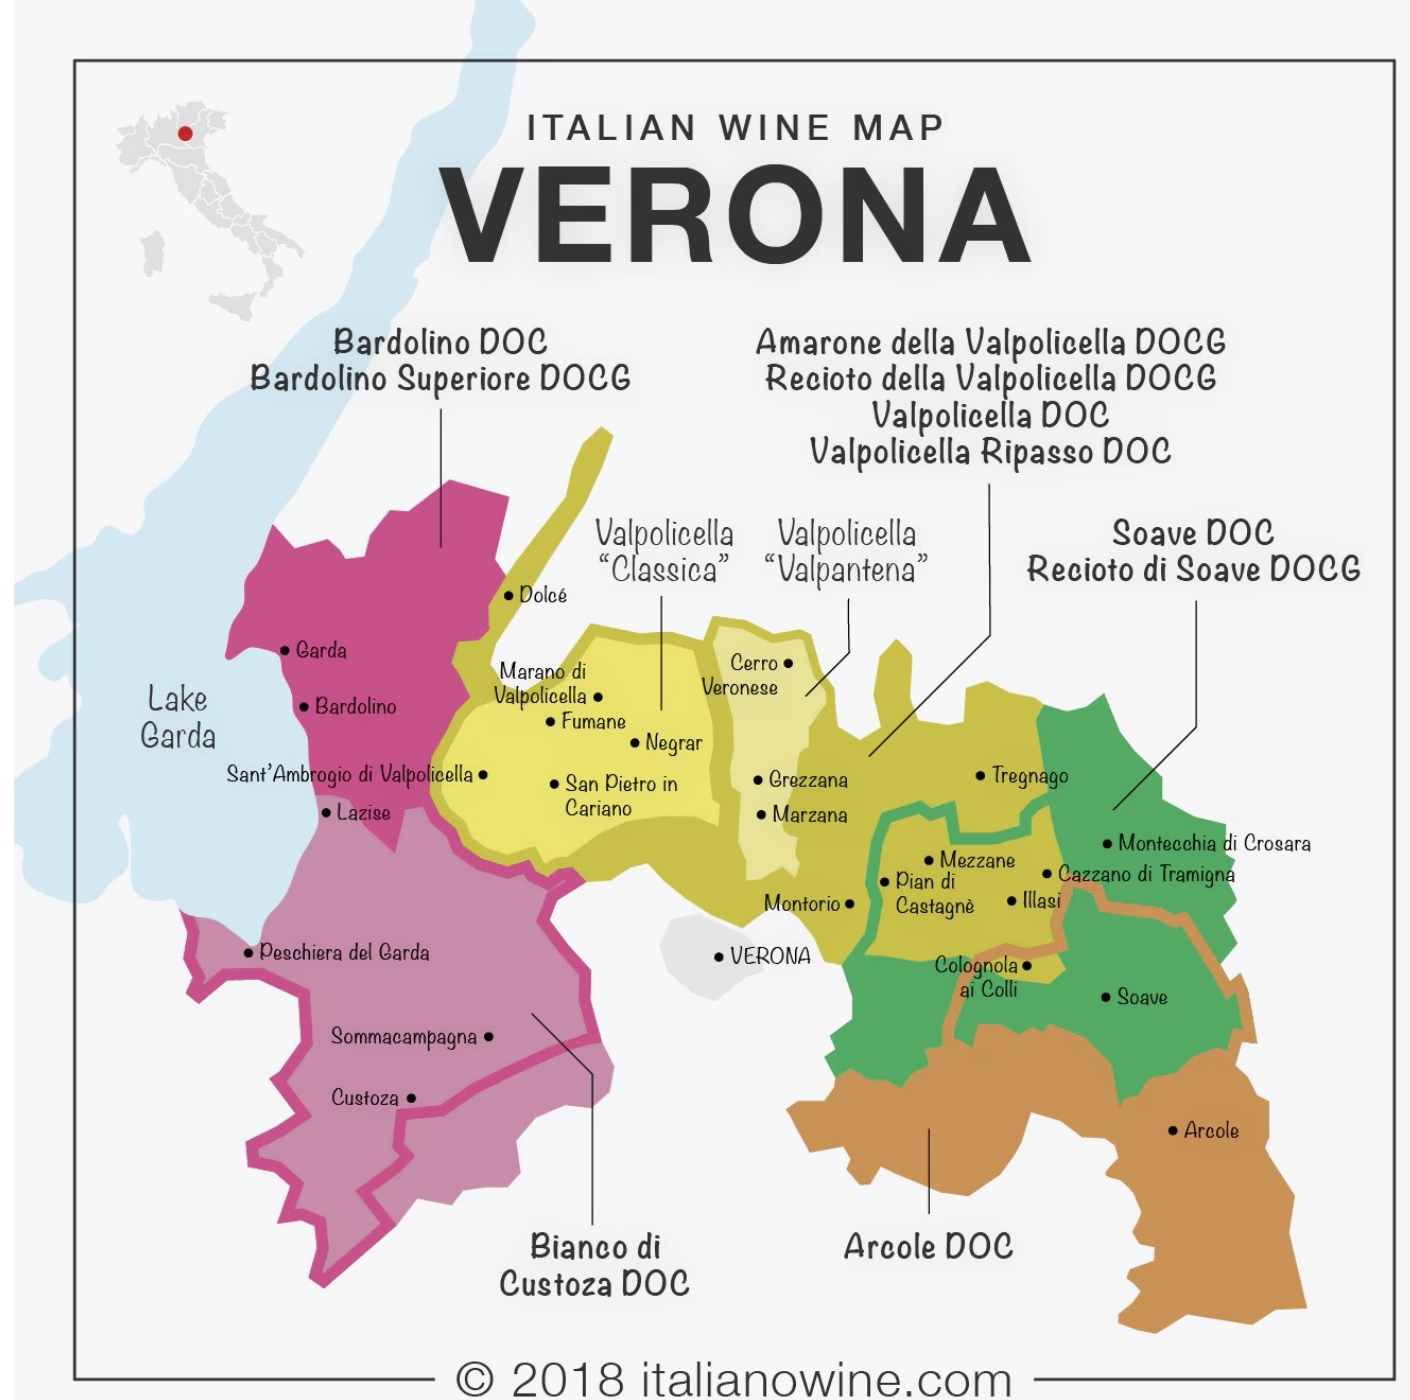 ITALIAN WINE MAP
VERONA
Bardolino DOC
Bardolino Superiore DOCG
Amarone della Valpolicella DOCG
Recioto della Valpolicella DOCG
Valpolicella DOC
Valpolicella Ripasso DOC
Valpolicella
“Classica”
Valpolicella
“Valpantena”
Soave DOC
Recioto di Soave DOCG
Dolcé
Garda
Bardolino
Lake
Garda
Marano di
Valpolicella
Fumane
Negrar
Cerro
Veronese
Sant’Ambrogio di Valpolicella
San Pietro in
Cariano
Lazise
Grezzana
Marzana
Tregnago
Montecchia di Crosara
Mezzane
Cazzano di Tramigna
Pian di
Castagnè
Illasi
Montorio
Peschiera del Garda
VERONA
Colognola
ai Colli
Soave
Sommacampagna
Custoza
Arcole
Bianco di
Custoza DOC
Arcole DOC
© 2018 italianowine.com